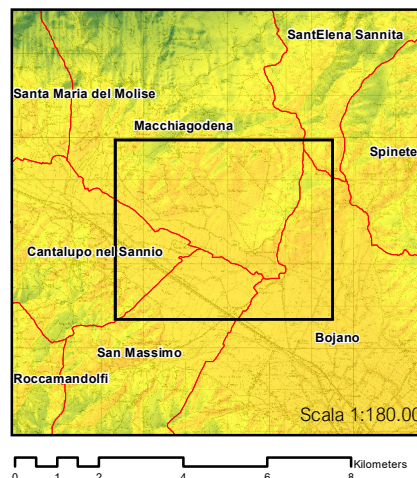 SantElena Sannita
Santa Maria del Molise
Macchiagodena
Spinete
Cantalupo nel Sannio
Bojano
San Massimo
Roccamandolfi
Scala 1:180.00
Kilometers
0 1 2 4 6 8